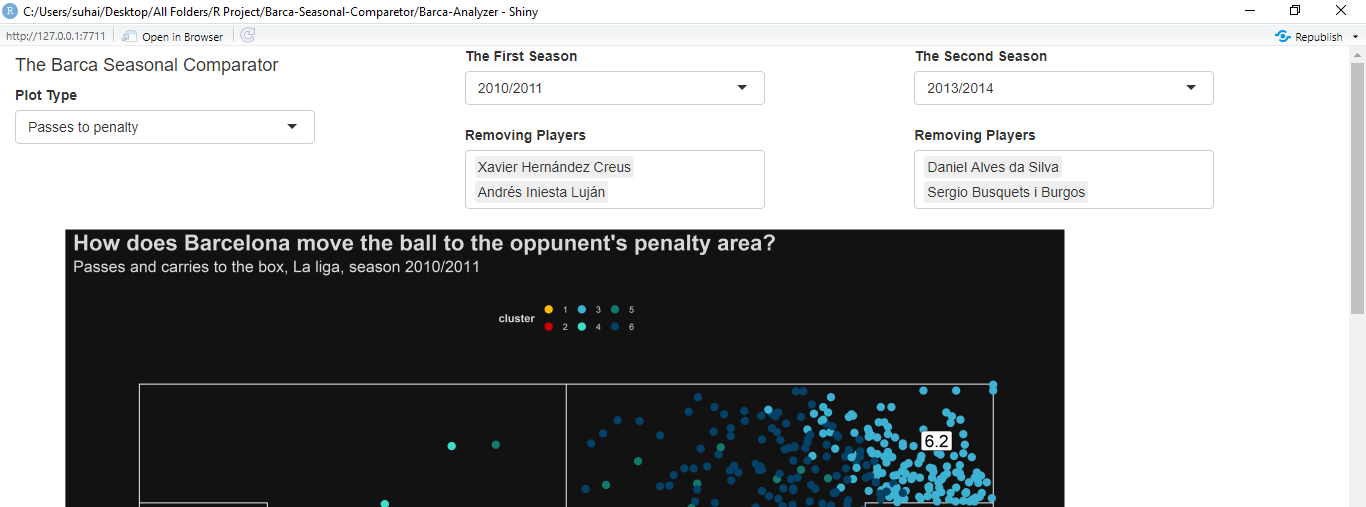 C:/Users/suhai/Desktop/All Folders/R Project/Barca-Seasonal-Comparetor/Barca-Analyzer - Shiny
http://127.0.0.1:7711 Open in Browser Republish
The Barca Seasonal Comparator
Plot Type
Passes to penalty
The First Season
2010/2011
Removing Players
Xavier Hernández Creus
Andrés Iniesta Luján
The Second Season
2013/2014
Removing Players
Daniel Alves da Silva
Sergio Busquets i Burgos
How does Barcelona move the ball to the oppunent's penalty area?
Passes and carries to the box, La liga, season 2010/2011
cluster
1 3 5
2 4 6
6.2